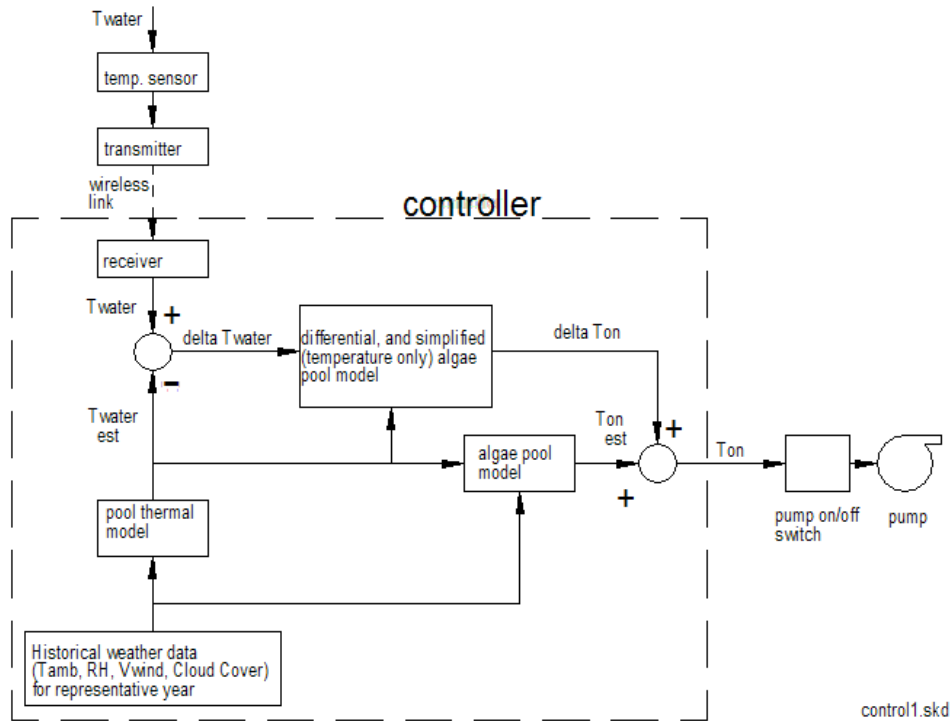 Twater
temp. sensor
transmitter
wireless
link
controller
receiver
Twater
+
delta Twater
-
differential, and simplified
(temperature only) algae
pool model
delta Ton
Twater
est
Ton
est
+
+
Ton
algae pool
model
pool thermal
model
pump on/off
switch
pump
Historical weather data
(Tamb, RH, Vwind, Cloud Cover)
for representative year
control1.skd